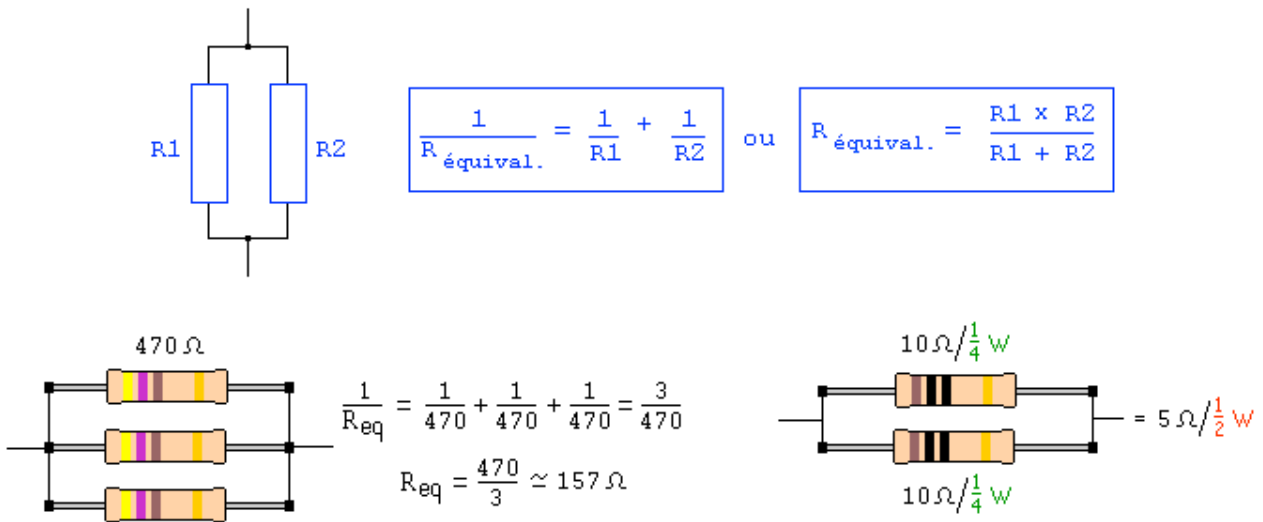 R1
R2
1/R équival. = 1/R1 + 1/R2
ou
R équival. = R1 x R2 / R1 + R2
470 Ω
1/Req = 1/470 + 1/470 + 1/470 = 3/470
Req = 470/3 ≃ 157 Ω
10 Ω/1/4 W
= 5 Ω/1/2 W
10 Ω/1/4 W